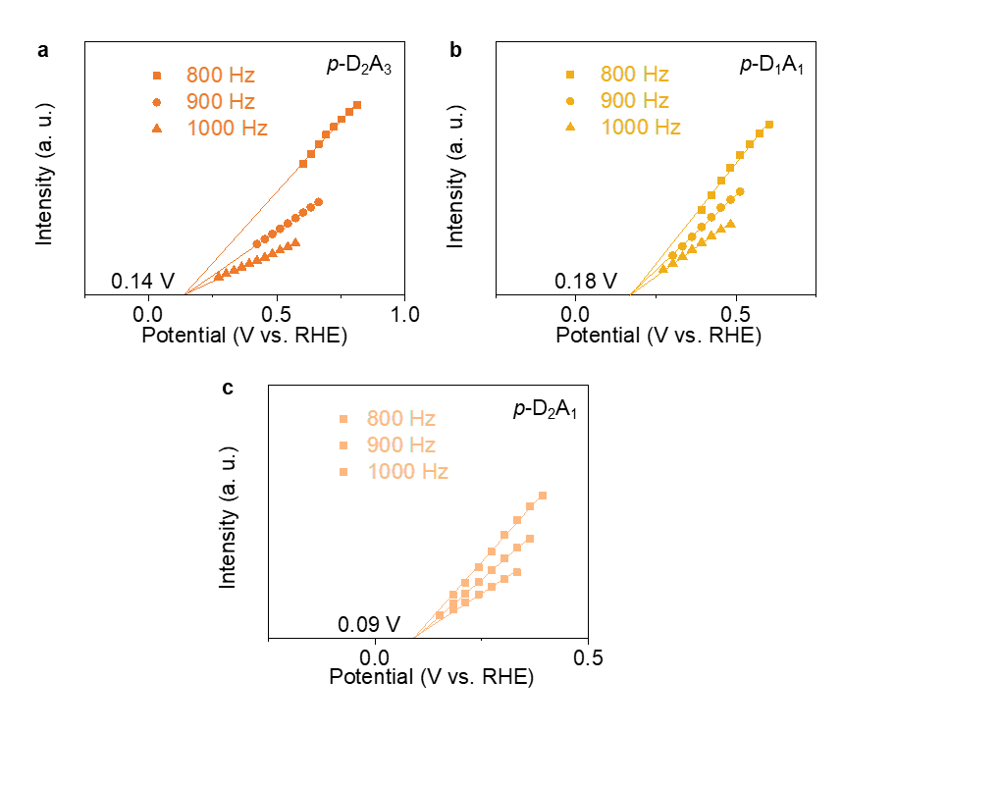 a
p-D₂A₃
800 Hz
900 Hz
1000 Hz
Intensity (a. u.)
0.14 V
0.0 0.5 1.0
Potential (V vs. RHE)
b
p-D₁A₁
800 Hz
900 Hz
1000 Hz
Intensity (a. u.)
0.18 V
0.0 0.5
Potential (V vs. RHE)
c
p-D₂A₁
800 Hz
900 Hz
1000 Hz
Intensity (a. u.)
0.09 V
0.0 0.5
Potential (V vs. RHE)